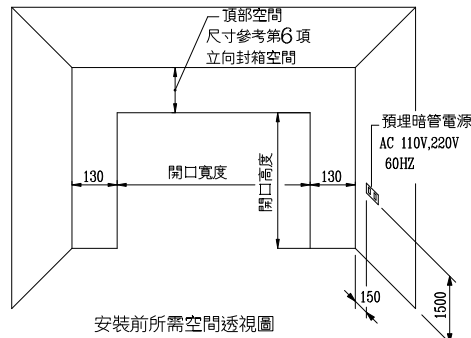 頂部空間
尺寸參考第6項
立向封箱空間
預埋暗管電源
AC 110V,220V
60HZ
130
開口寬度
130
開口高度
150
1500
安裝前所需空間透視圖